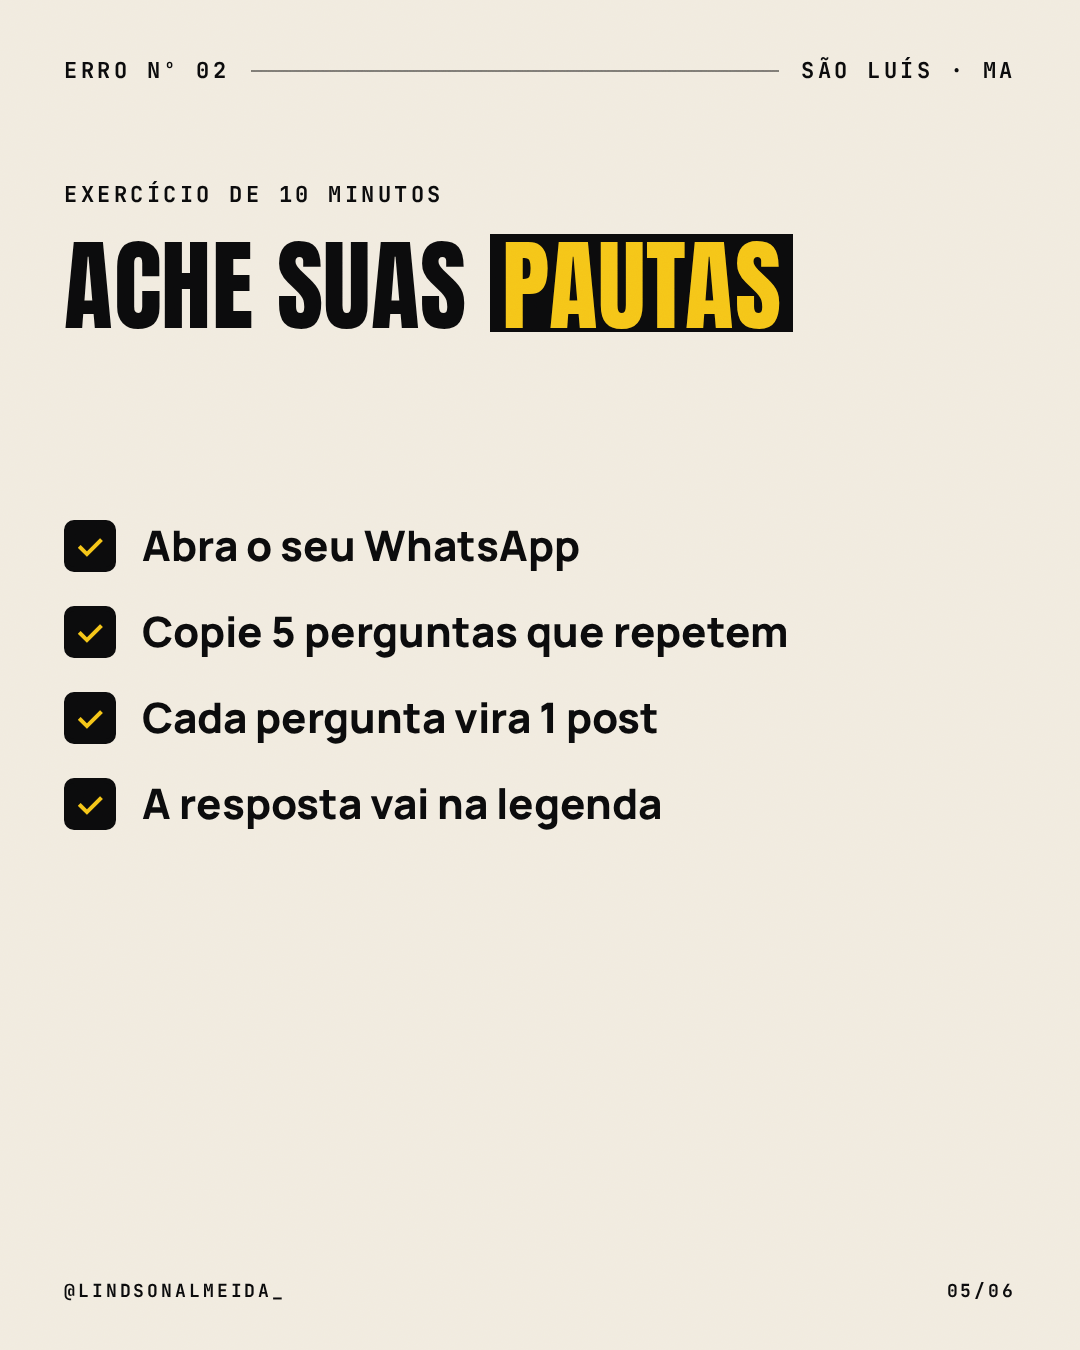 ERRO N° 02
SÃO LUÍS · MA
EXERCÍCIO DE 10 MINUTOS
ACHE SUAS PAUTAS
Abra o seu WhatsApp
Copie 5 perguntas que repetem
Cada pergunta vira 1 post
A resposta vai na legenda
@LINDSONALMEIDA_
05/06